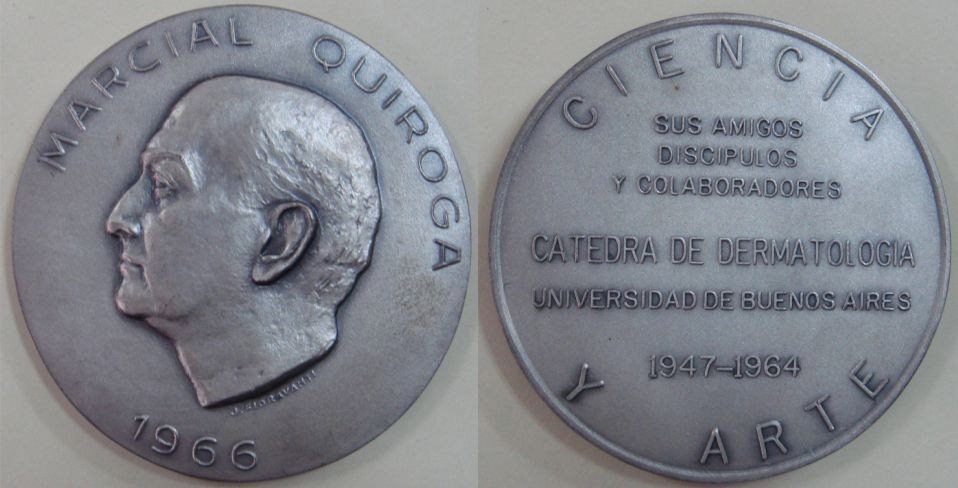 MARCIAL QUIROGA
1966
CIENCIA
SUS AMIGOS
DISCIPULOS
Y COLABORADORES
CATEDRA DE DERMATOLOGIA
UNIVERSIDAD DE BUENOS AIRES
1947-1964
Y ARTE